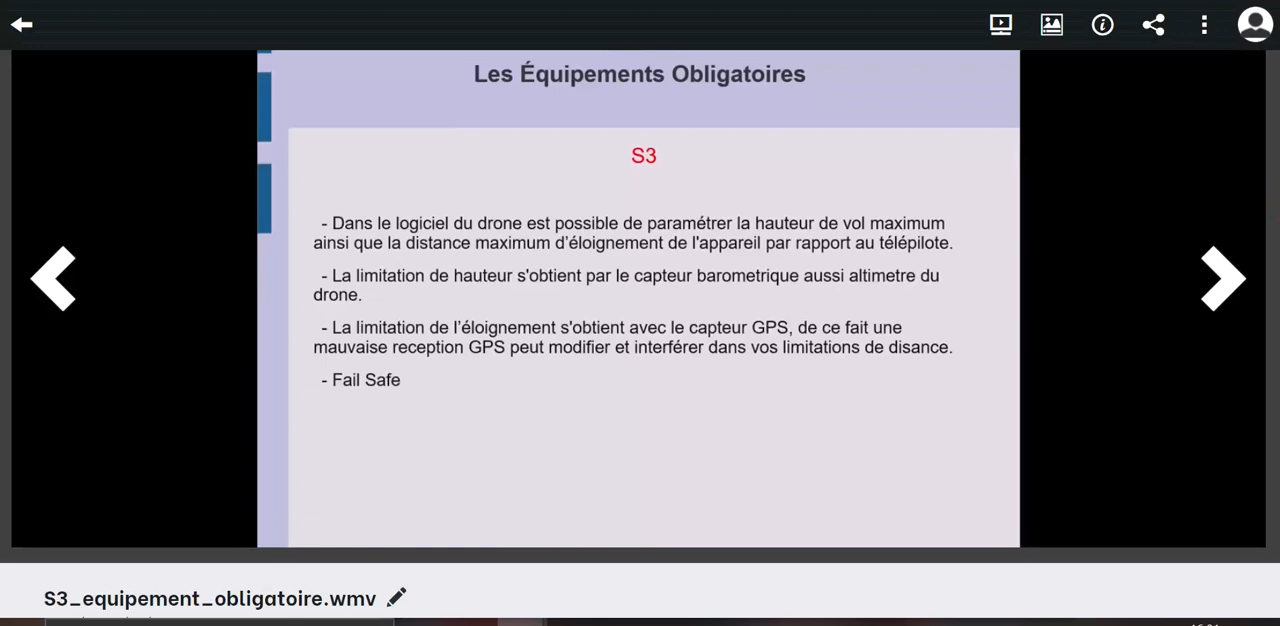 Les Équipements Obligatoires
S3
- Dans le logiciel du drone est possible de paramétrer la hauteur de vol maximum
ainsi que la distance maximum d'éloignement de l'appareil par rapport au télépilote.
- La limitation de hauteur s'obtient par le capteur barometrique aussi altimetre du
drone.
- La limitation de l'éloignement s'obtient avec le capteur GPS, de ce fait une
mauvaise reception GPS peut modifier et interférer dans vos limitations de disance.
- Fail Safe
S3_equipement_obligatoire.wmv